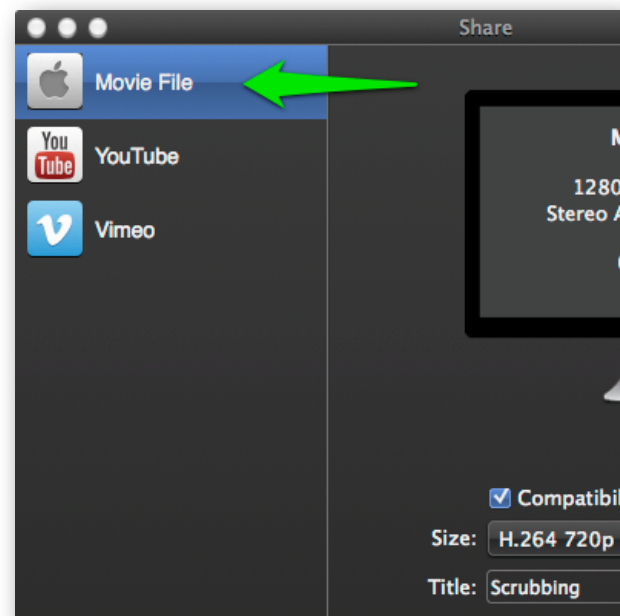 Share
Movie File
You
Tube
YouTube
Vimeo
1280
Stereo
Size: H.264 720p
Title: Scrubbing